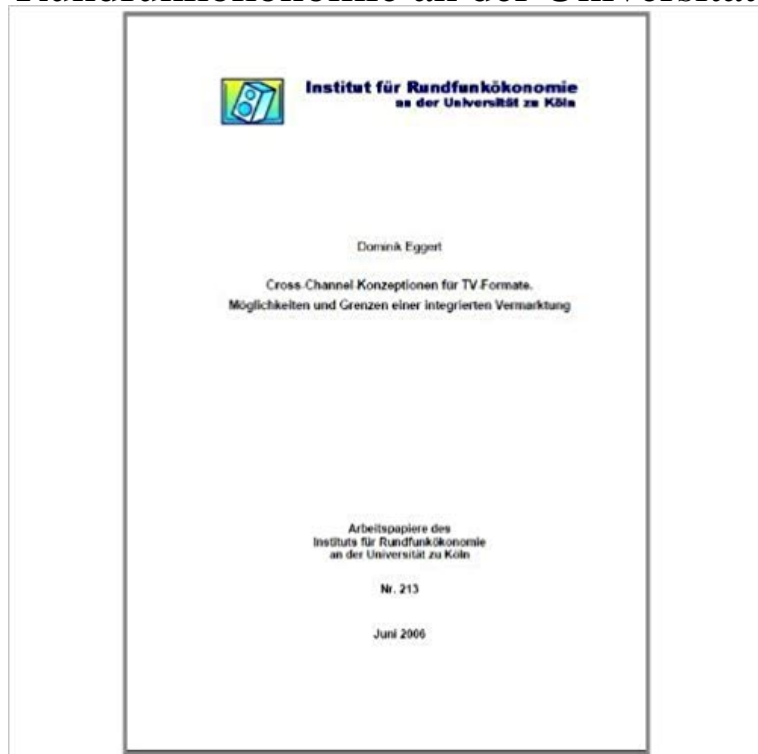 Institut für Rundfunkökonomie
an der Universität zu Köln
Dominik Eggert
Cross-Channel Konzeptionen für TV-Formate.
Möglichkeiten und Grenzen einer integrierten Vermarktung
Arbeitspapiere des
Instituts für Rundfunkökonomie
an der Universität zu Köln
Nr. 213
Juni 2006